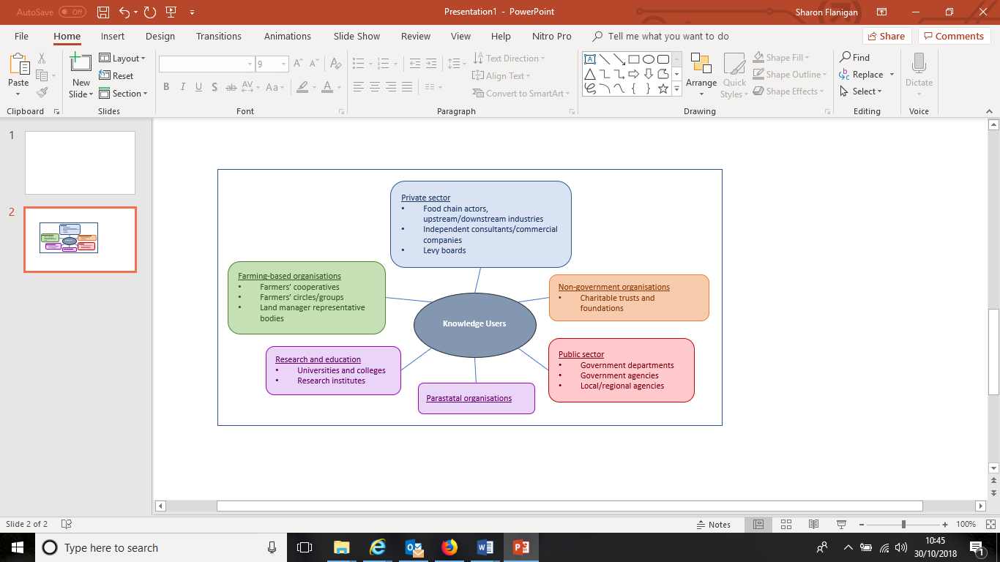 AutoSave Off
Presentation1 - PowerPoint
Sharon Flanigan
File Home Insert Design Transitions Animations Slide Show Review View Help Nitro Pro Tell me what you want to do Share Comments
Paste
Clipboard
New
Slide
Layout
Reset
Section
Slides
9
B I U S ab AV Aa A
Font
Text Direction
Align Text
Convert to SmartArt
Paragraph
Arrange
Quick
Styles
Shape Fill
Shape Outline
Shape Effects
Drawing
Find
Replace
Select
Editing
Dictate
Voice
1
2
Private sector
• Food chain actors,
upstream/downstream industries
• Independent consultants/commercial
companies
• Levy boards
Farming-based organisations
• Farmers’ cooperatives
• Farmers’ circles/groups
• Land manager representative
bodies
Non-government organisations
• Charitable trusts and
foundations
Knowledge Users
Research and education
• Universities and colleges
• Research institutes
Parastatal organisations
Public sector
• Government departments
• Government agencies
• Local/regional agencies
Slide 2 of 2
Notes
100%
Type here to search
10:45
30/10/2018
1